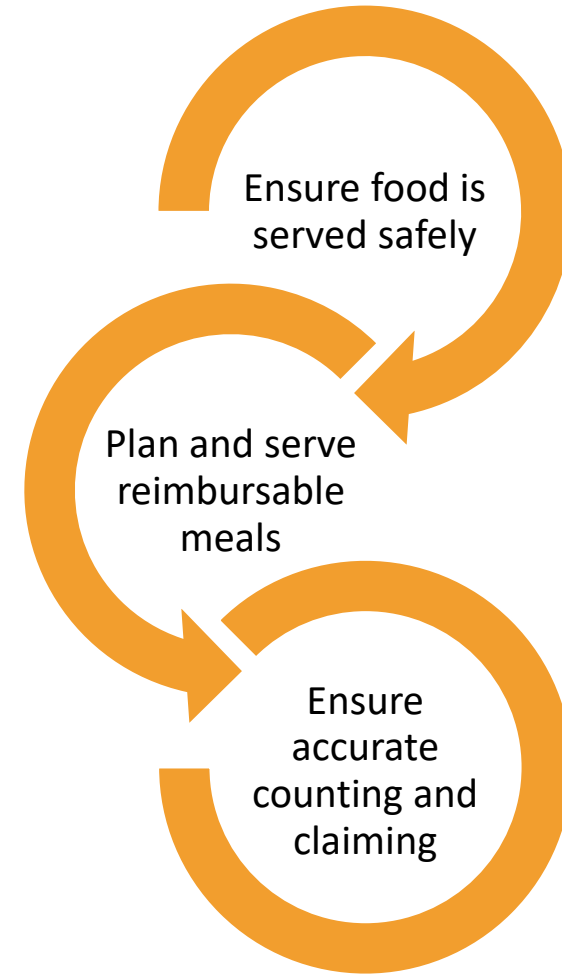 Ensure food is
served safely
Plan and serve
reimbursable
meals
Ensure
accurate
counting and
claiming